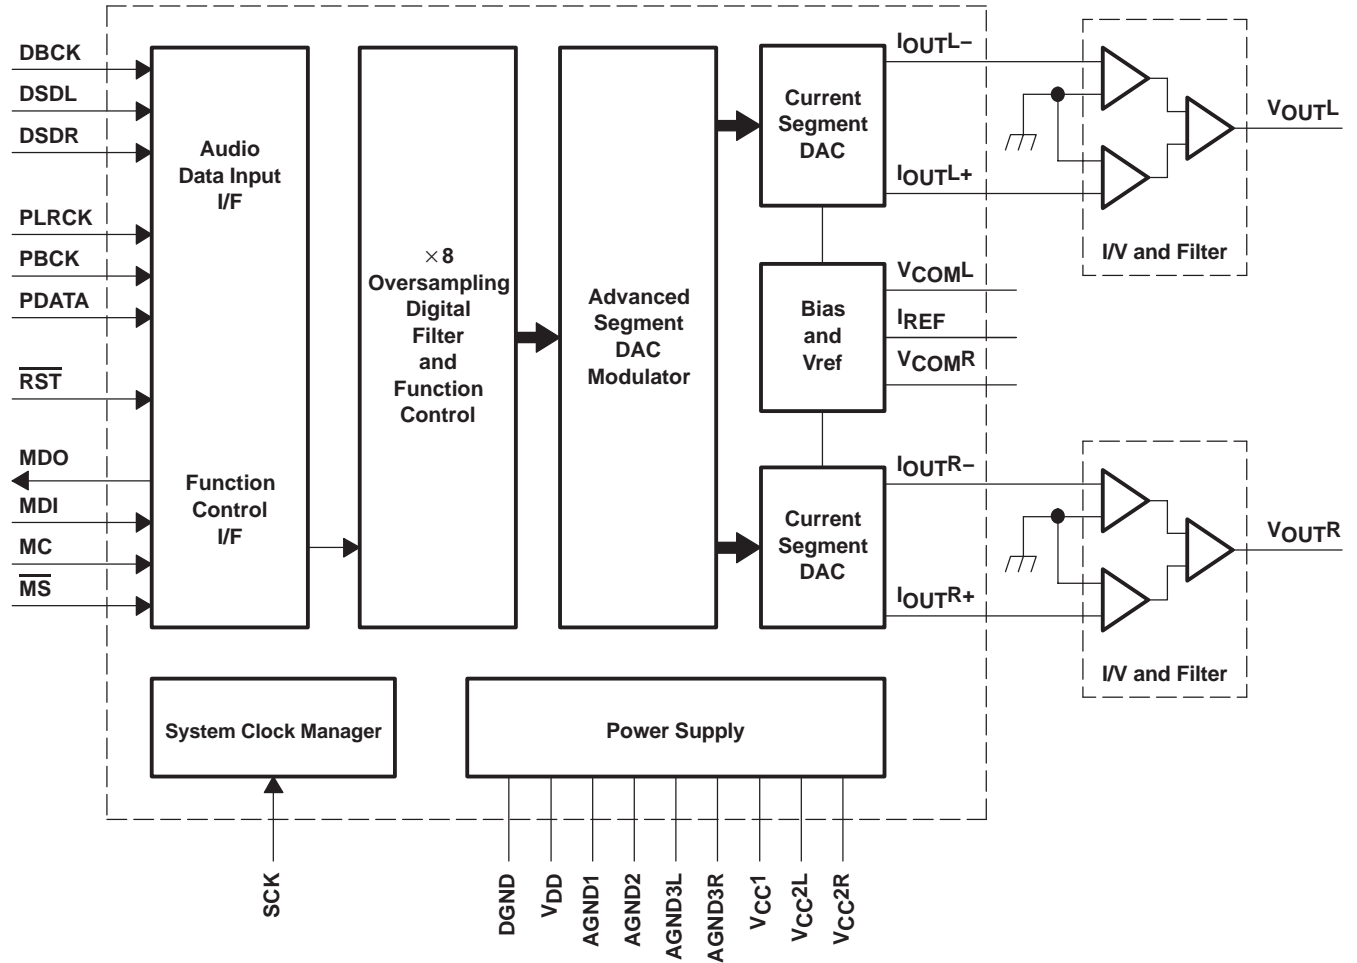 DBCK
DSDL
DSDR
PLRCK
PBCK
PDATA
RST
MDO
MDI
MC
MS
Audio
Data Input
I/F
Function
Control
I/F
×8
Oversampling
Digital
Filter
and
Function
Control
Advanced
Segment
DAC
Modulator
Current
Segment
DAC
Bias
and
Vref
Current
Segment
DAC
IOUTL–
IOUTL+
VCOML
IREF
VCOMR
IOUTR–
IOUTR+
I/V and Filter
VOUTL
I/V and Filter
VOUTR
System Clock Manager
Power Supply
SCK
DGND
VDD
AGND1
AGND2
AGND3L
AGND3R
VCC1
VCC2L
VCC2R